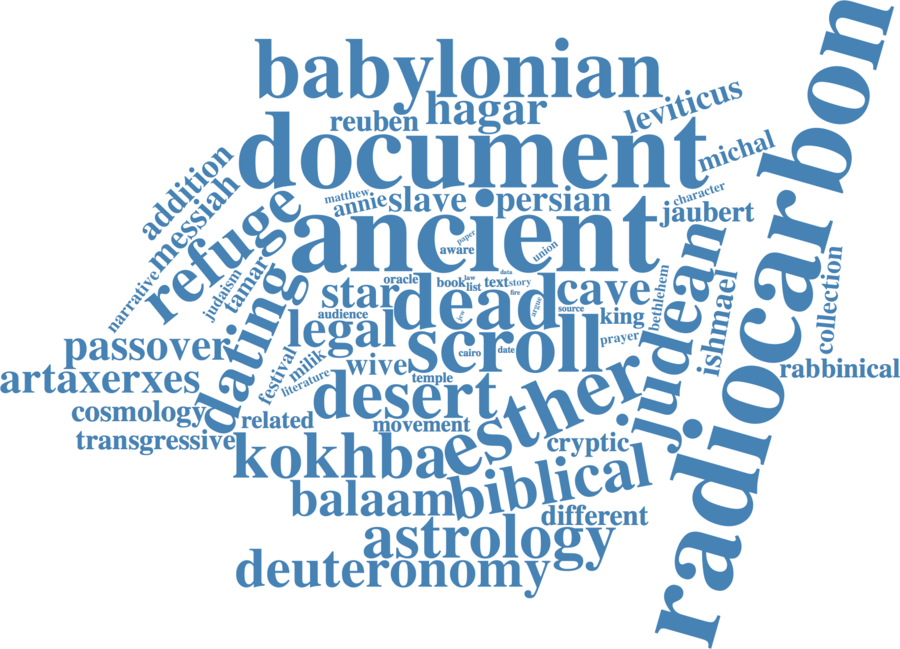 babylonian
hagar
reuben
leviticus
document
michal
radiocarbon
addition
messiah
matthew
annie
slave
persian
character
jaubert
refuge
ancient
paper
aware
union
narrative
judaism
tamar
dating
oracle
book
law
list
data
text
story
fire
star
dead
argue
cave
source
king
bethlehem
judean
ishmael
collection
audience
legal
jew
scroll
prayer
passover
festival
milik
literature
wives
cairo
date
temple
rabbinical
artaxerxes
desert
esther
cosmology
related
movement
transgressive
cryptic
kokhba
biblical
balaam
different
astrology
deuteronomy